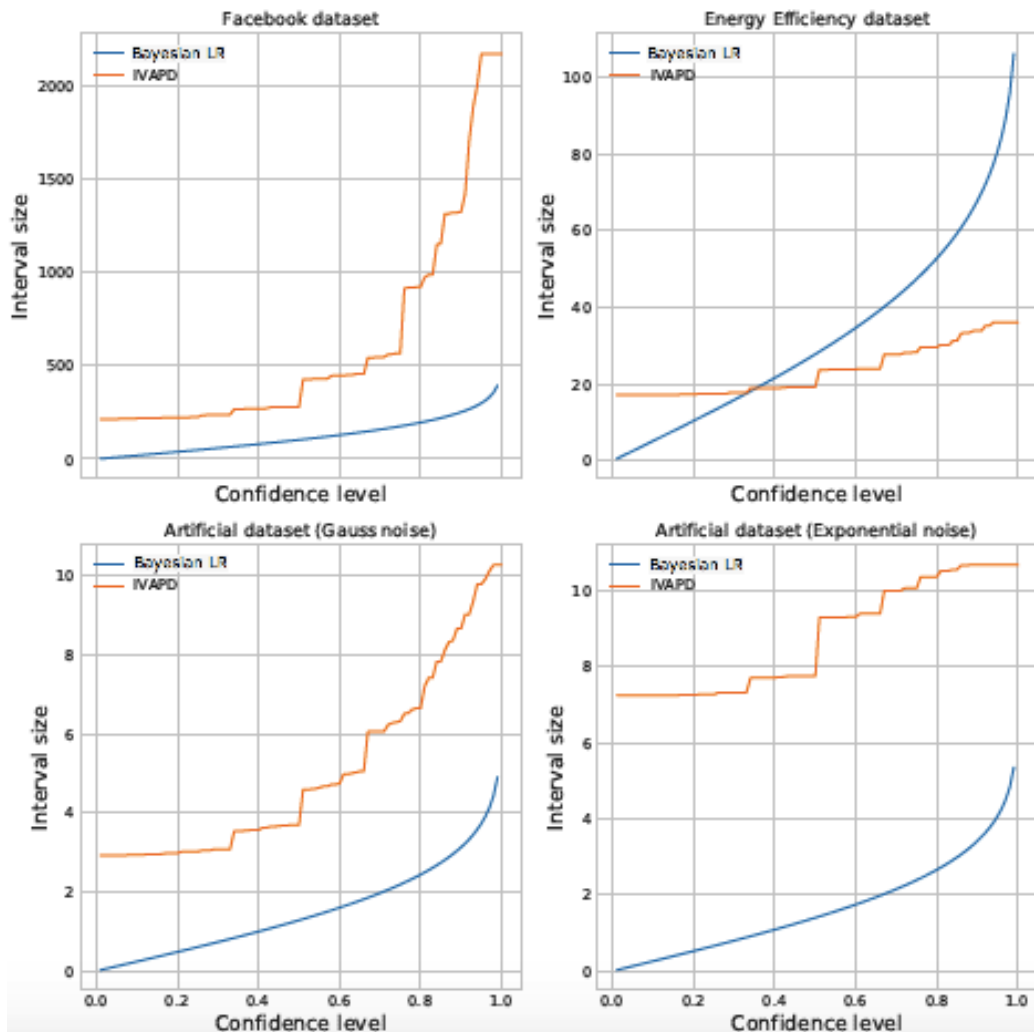 Facebook dataset
Bayesian LR
IVAPD
2000
1500
1000
500
0
Interval size
Confidence level
Energy Efficiency dataset
Bayesian LR
IVAPD
100
80
60
40
20
0
Interval size
Confidence level
Artificial dataset (Gauss noise)
Bayesian LR
IVAPD
10
8
6
4
2
0
Interval size
0.0 0.2 0.4 0.6 0.8 1.0
Confidence level
Artificial dataset (Exponential noise)
Bayesian LR
IVAPD
10
8
6
4
2
0
Interval size
0.0 0.2 0.4 0.6 0.8 1.0
Confidence level